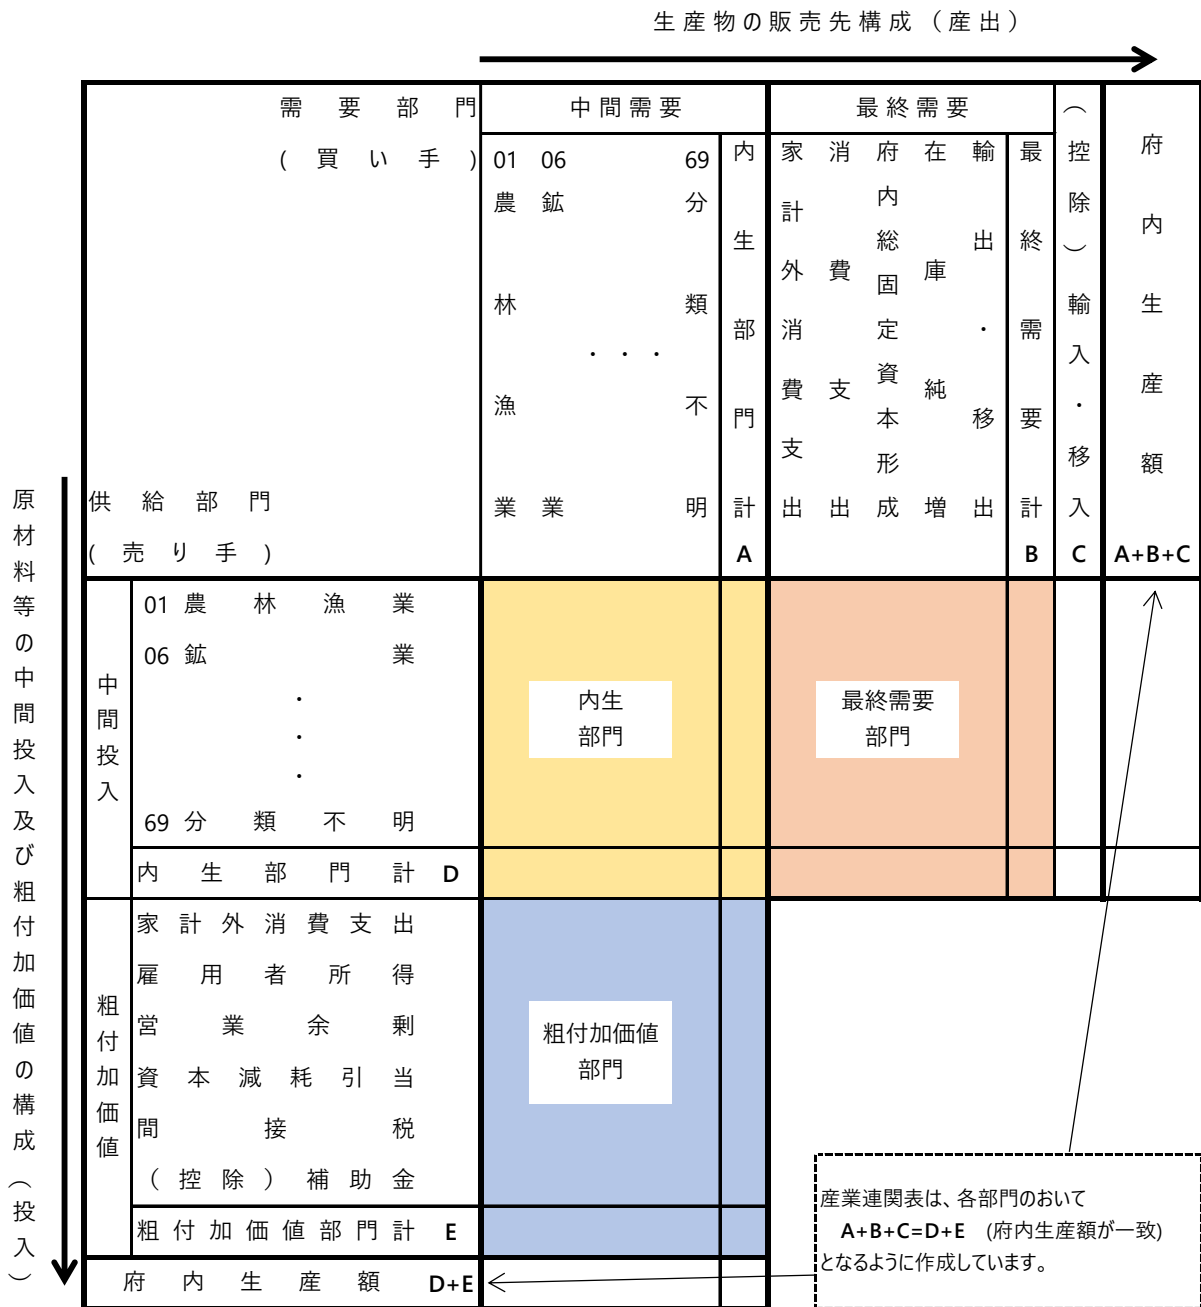 生産物の販売先構成（産出）
需要部門
(買い手)
中間需要
最終需要
01 農林漁業
06 鉱業
・・・
69 分類不明
内生部門計 A
家計外消費支出
消費支出
府内総固定資本形成
在庫純増
輸出・移出
最終需要計 B
（控除）輸入・移入 C
府内生産額 A+B+C
供給部門
(売り手)
原材料等の中間投入及び粗付加価値の構成（投入）
中間投入
01 農林漁業
06 鉱業
・
・
・
69 分類不明
内生部門計 D
内生
部門
最終需要
部門
粗付加価値
家計外消費支出
雇用者所得
営業余剰
資本減耗引当
間接税
（控除）補助金
粗付加価値部門計 E
粗付加価値
部門
府内生産額 D+E
産業連関表は、各部門のおいて
A+B+C=D+E (府内生産額が一致)
となるように作成しています。